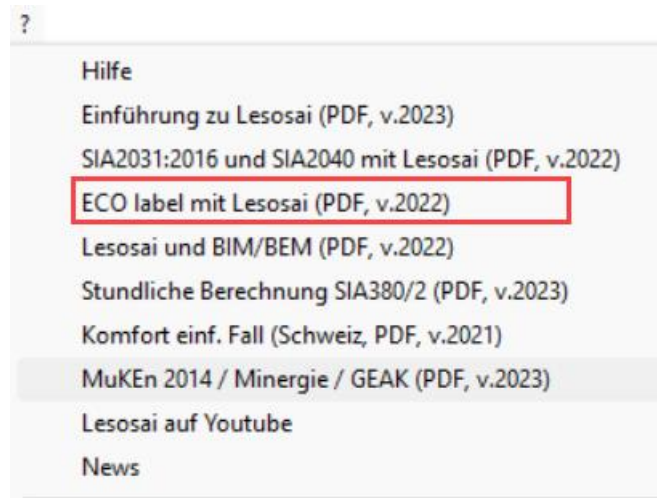 ?
Hilfe
Einführung zu Lesosai (PDF, v.2023)
SIA2031:2016 und SIA2040 mit Lesosai (PDF, v.2022)
ECO label mit Lesosai (PDF, v.2022)
Lesosai und BIM/BEM (PDF, v.2022)
Stundliche Berechnung SIA380/2 (PDF, v.2023)
Komfort einf. Fall (Schweiz, PDF, v.2021)
MuKEn 2014 / Minergie / GEAK (PDF, v.2023)
Lesosai auf Youtube
News